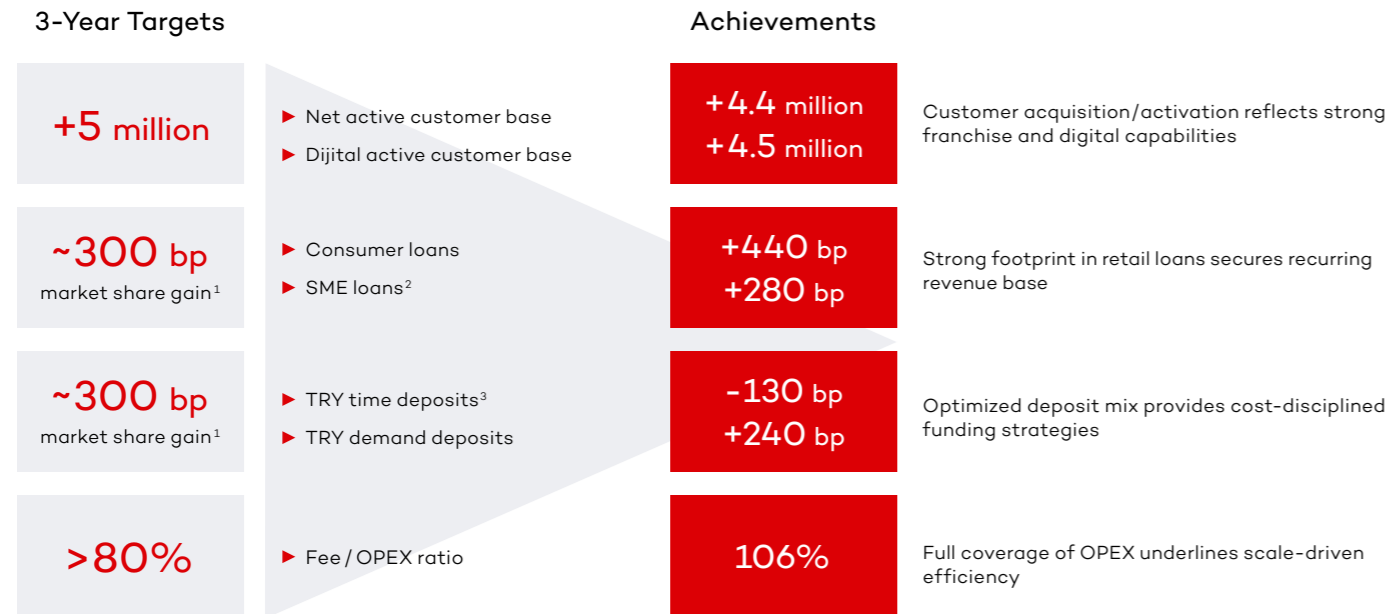 3-Year Targets
Achievements
+5 million
► Net active customer base
► Dijital active customer base
+4.4 million
+4.5 million
Customer acquisition/activation reflects strong
franchise and digital capabilities
~300 bp
market share gain¹
► Consumer loans
► SME loans²
+440 bp
+280 bp
Strong footprint in retail loans secures recurring
revenue base
~300 bp
market share gain¹
► TRY time deposits³
► TRY demand deposits
-130 bp
+240 bp
Optimized deposit mix provides cost-disciplined
funding strategies
>80%
► Fee / OPEX ratio
106%
Full coverage of OPEX underlines scale-driven
efficiency